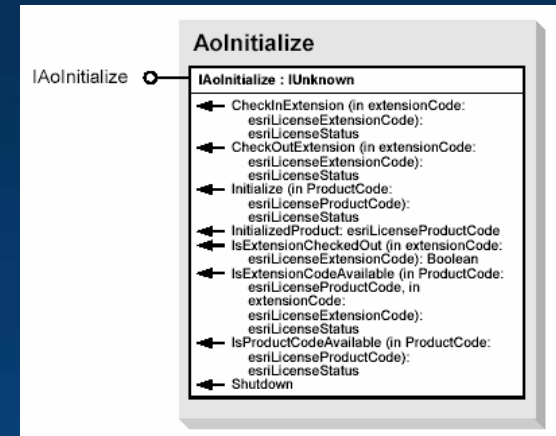 AoInitialize
IAoInitialize
IAoInitialize : IUnknown
CheckInExtension (in extensionCode:
esriLicenseExtensionCode):
esriLicenseStatus
CheckOutExtension (in extensionCode:
esriLicenseExtensionCode):
esriLicenseStatus
Initialize (in ProductCode:
esriLicenseProductCode):
esriLicenseStatus
InitializedProduct: esriLicenseProductCode
IsExtensionCheckedOut (in extensionCode:
esriLicenseExtensionCode): Boolean
IsExtensionCodeAvailable (in ProductCode:
esriLicenseProductCode, in
extensionCode:
esriLicenseExtensionCode):
esriLicenseStatus
IsProductCodeAvailable (in ProductCode:
esriLicenseProductCode):
esriLicenseStatus
Shutdown